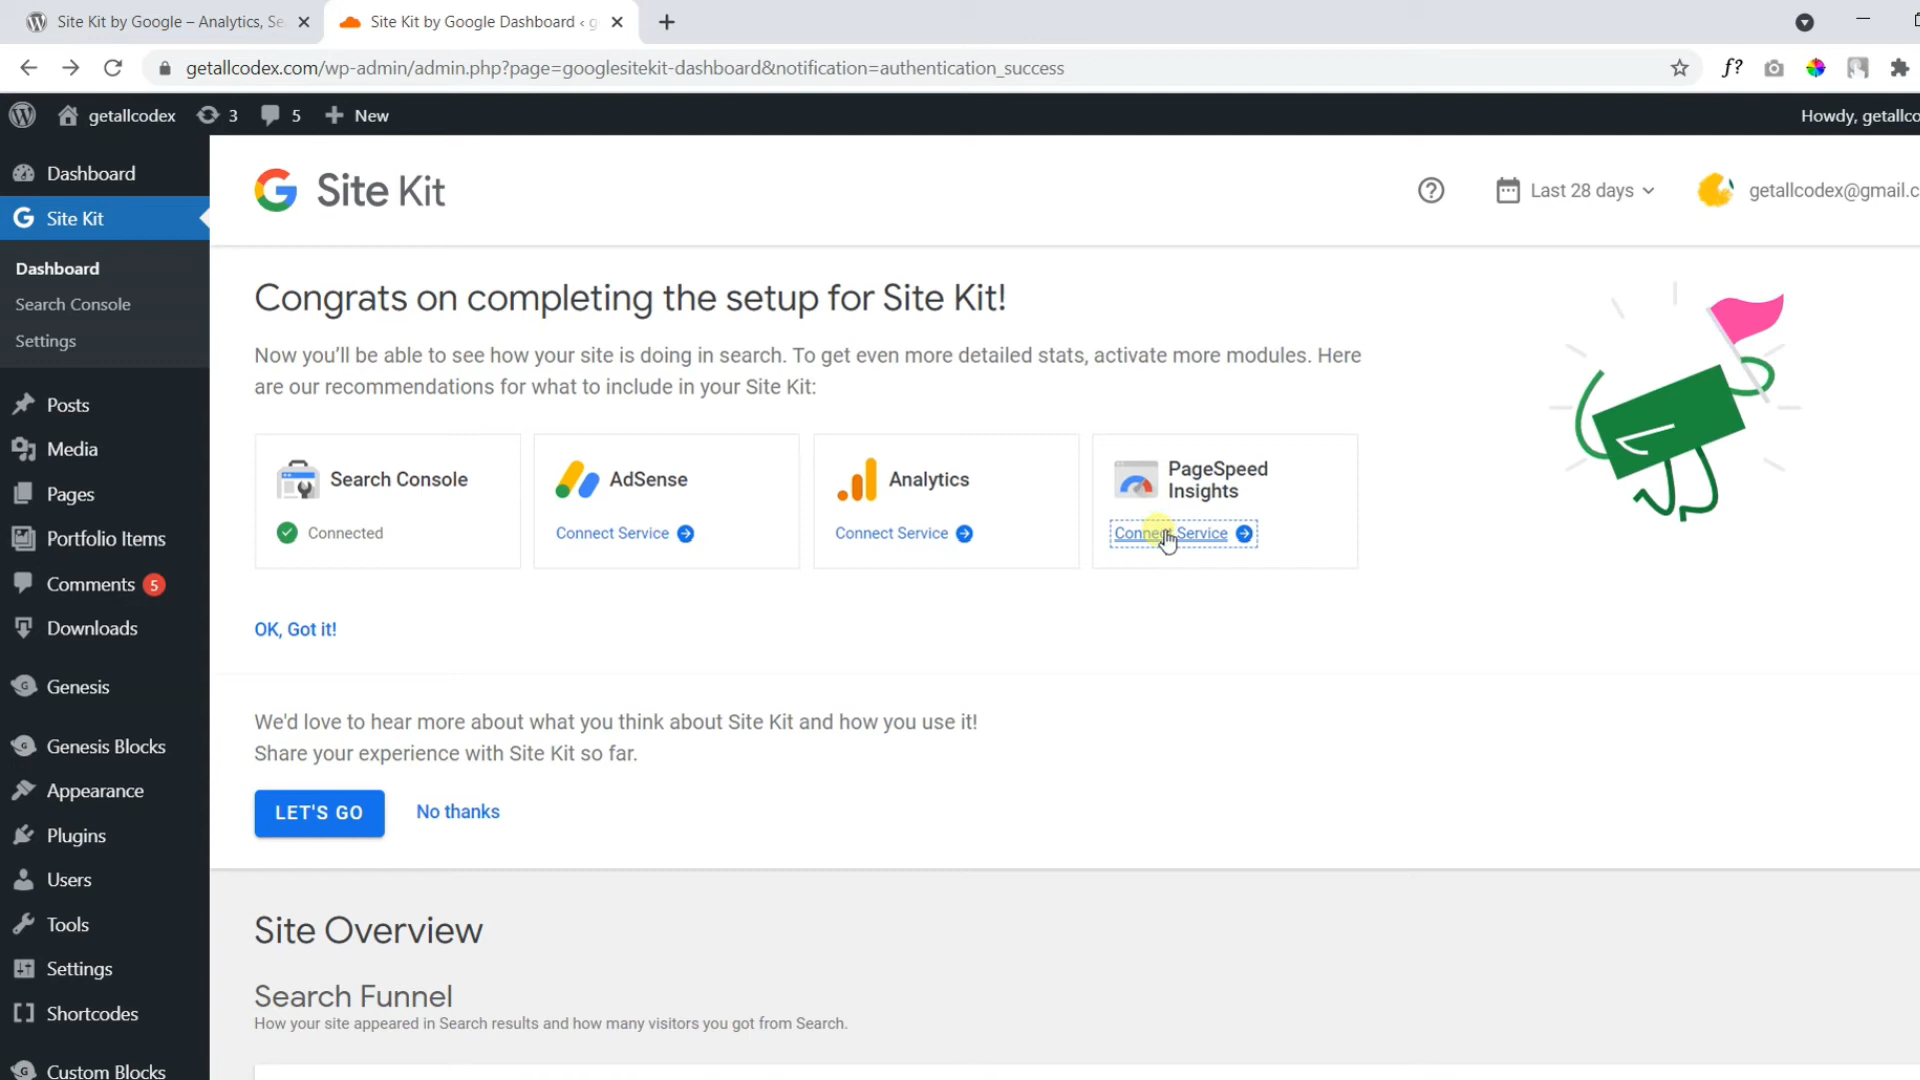 Site Kit by Google – Analytics, Se
Site Kit by Google Dashboard ‹ g
getallcodex.com/wp-admin/admin.php?page=googlesitekit-dashboard&notification=authentication_success
f?
getallcodex
3
5
New
Howdy, getallco
Dashboard
Site Kit
Dashboard
Search Console
Settings
Posts
Media
Pages
Portfolio Items
Comments 5
Downloads
Genesis
Genesis Blocks
Appearance
Plugins
Users
Tools
Settings
Shortcodes
Custom Blocks
Site Kit
Last 28 days
getallcodex@gmail.c
Congrats on completing the setup for Site Kit!
Now you'll be able to see how your site is doing in search. To get even more detailed stats, activate more modules. Here
are our recommendations for what to include in your Site Kit:
Search Console
Connected
AdSense
Connect Service
Analytics
Connect Service
PageSpeed
Insights
Connect Service
OK, Got it!
We'd love to hear more about what you think about Site Kit and how you use it!
Share your experience with Site Kit so far.
LET'S GO
No thanks
Site Overview
Search Funnel
How your site appeared in Search results and how many visitors you got from Search.